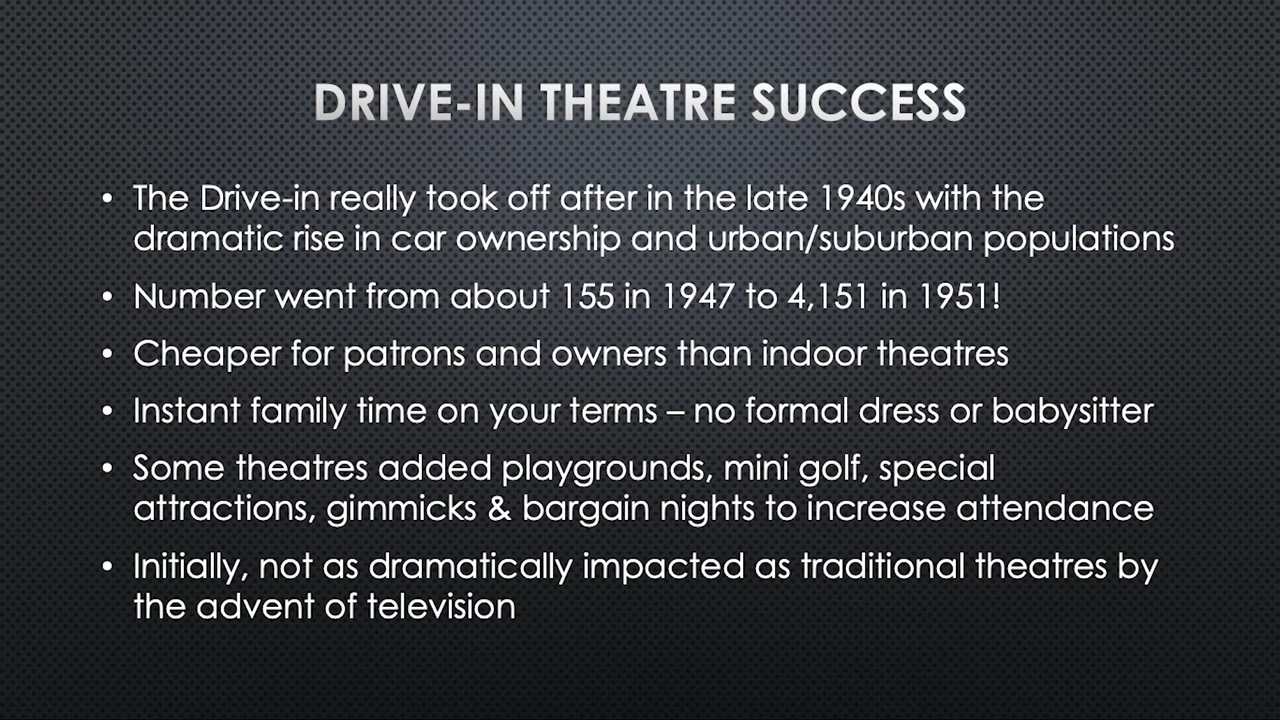 DRIVE-IN THEATRE SUCCESS
• The Drive-in really took off after in the late 1940s with the
dramatic rise in car ownership and urban/suburban populations
• Number went from about 155 in 1947 to 4,151 in 1951!
• Cheaper for patrons and owners than indoor theatres
• Instant family time on your terms – no formal dress or babysitter
• Some theatres added playgrounds, mini golf, special
attractions, gimmicks & bargain nights to increase attendance
• Initially, not as dramatically impacted as traditional theatres by
the advent of television